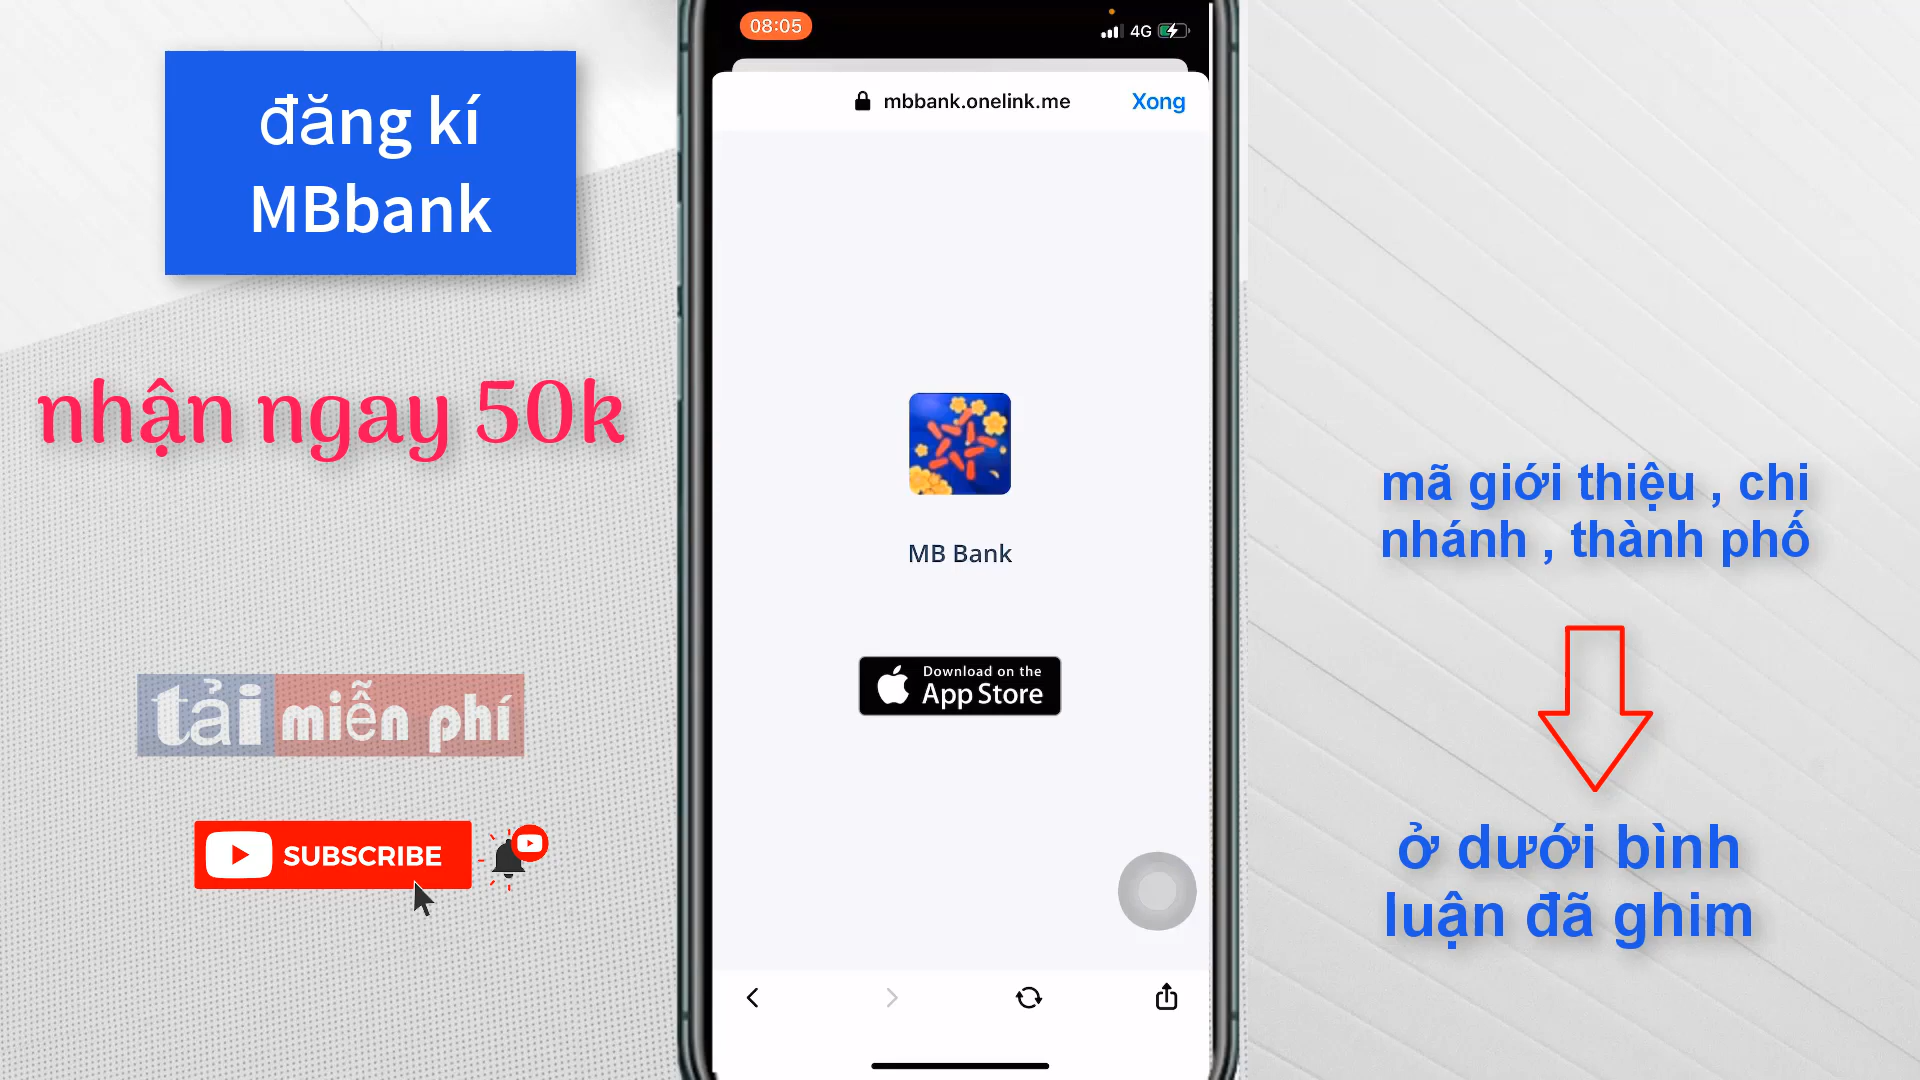 08:05
4G
mbbank.onelink.me
Xong
đăng kí
MBbank
nhận ngay 50k
MB Bank
mã giới thiệu , chi
nhánh , thành phố
Download on the
App Store
tải miễn phí
SUBSCRIBE
ở dưới bình
luận đã ghim